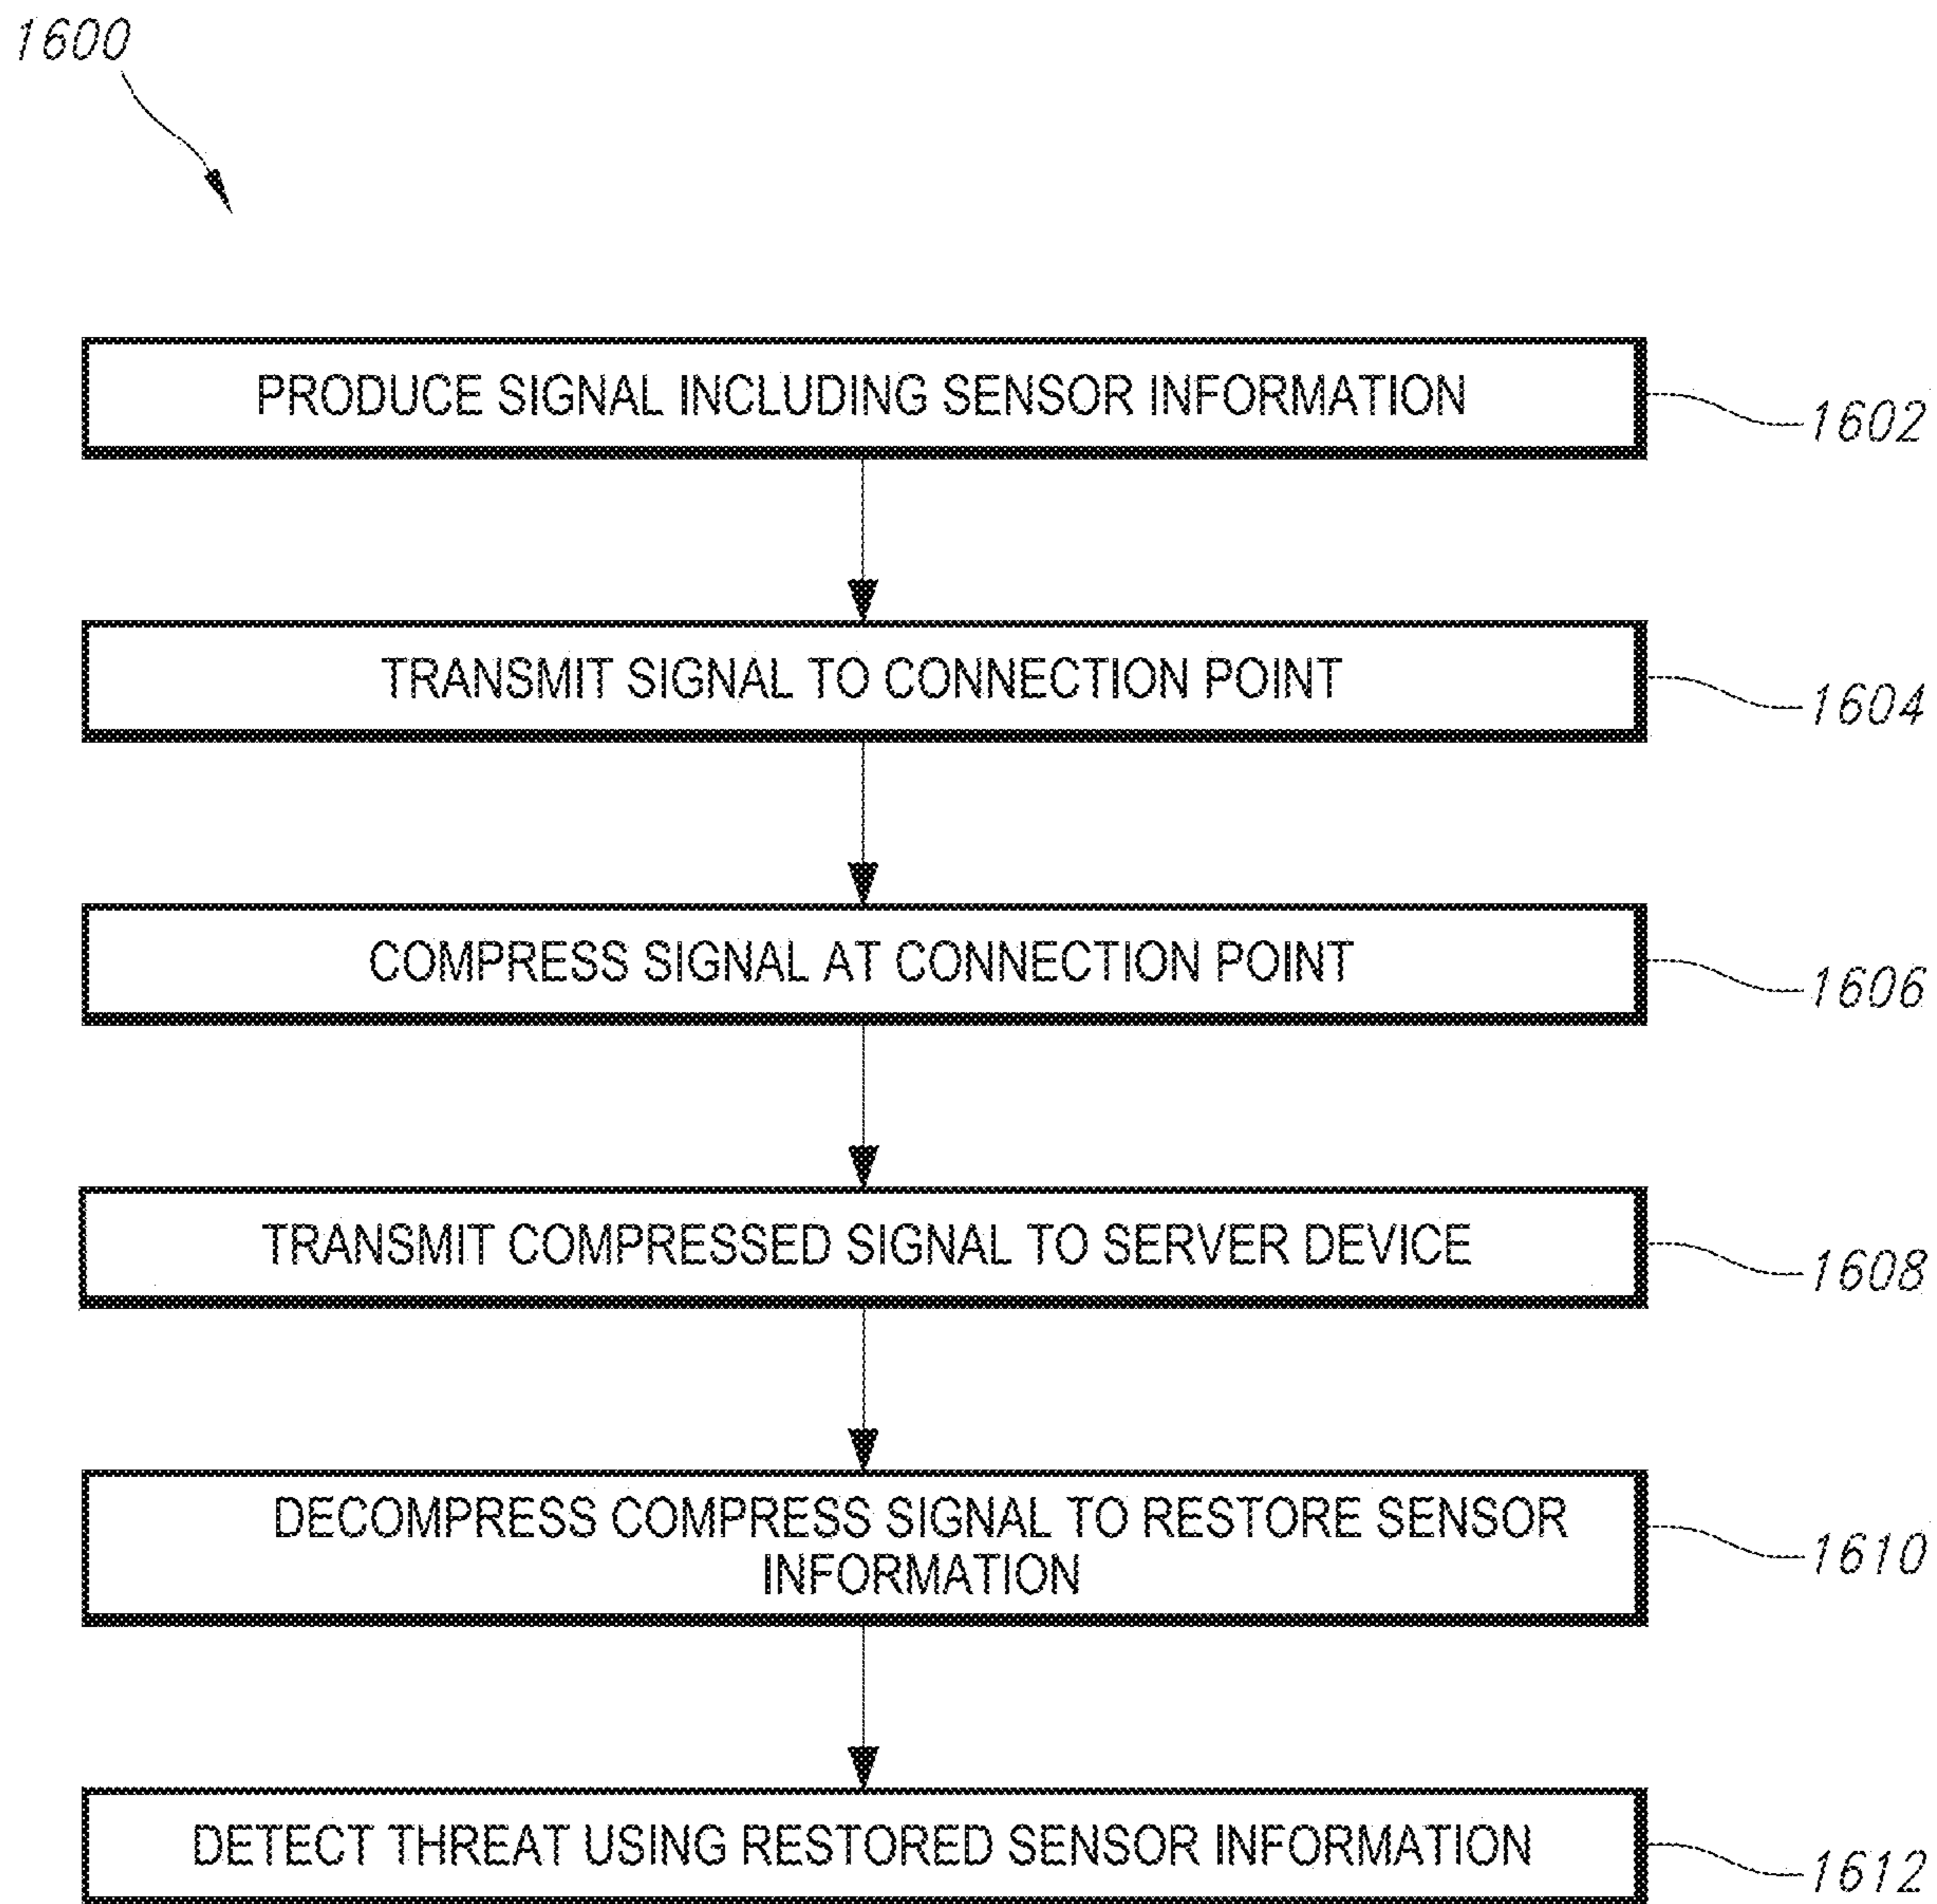 1600
PRODUCE SIGNAL INCLUDING SENSOR INFORMATION
1602
TRANSMIT SIGNAL TO CONNECTION POINT
1604
COMPRESS SIGNAL AT CONNECTION POINT
1606
TRANSMIT COMPRESSED SIGNAL TO SERVER DEVICE
1608
DECOMPRESS COMPRESS SIGNAL TO RESTORE SENSOR
INFORMATION
1610
DETECT THREAT USING RESTORED SENSOR INFORMATION
1612